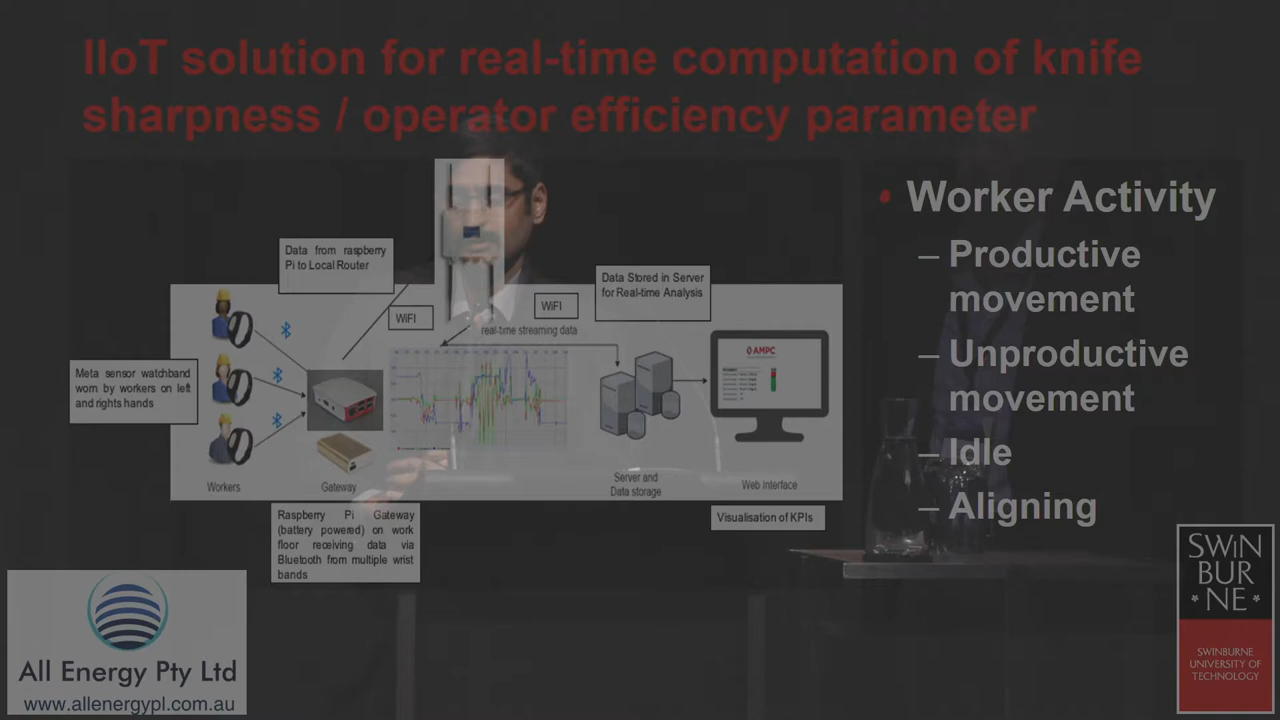 IIoT solution for real-time computation of knife
sharpness / operator efficiency parameter
Data from raspberry
Pi to Local Router
WiFI
WiFI
Data Stored in Server
for Real-time Analysis
real-time streaming data
Meta sensor watchband
worn by workers on left
and rights hands
AMPC
Workers
Gateway
Server and
Data storage
Web Interface
Raspberry Pi Gateway
(battery powered) on work
floor receiving data via
Bluetooth from multiple wrist
bands
Visualisation of KPIs
• Worker Activity
– Productive
movement
– Unproductive
movement
– Idle
– Aligning
All Energy Pty Ltd
www.allenergypl.com.au
SWIN
BUR
* NE *
SWINBURNE
UNIVERSITY OF
TECHNOLOGY